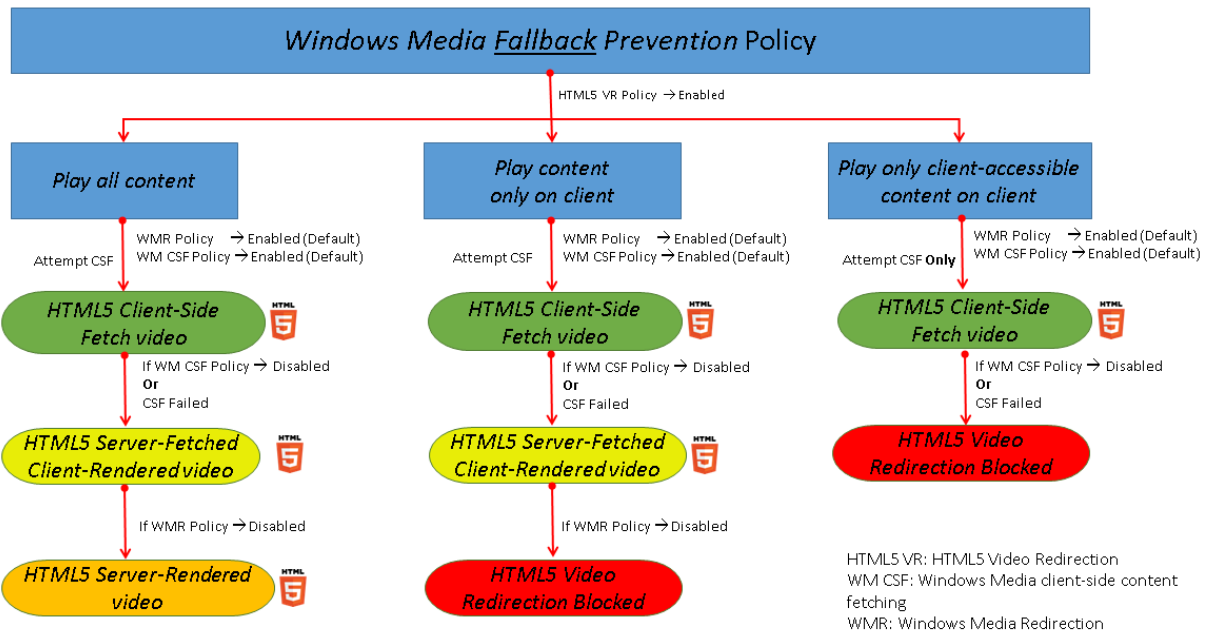 Windows Media Fallback Prevention Policy
HTML5 VR Policy → Enabled
Play all content
WMR Policy → Enabled (Default)
WM CSF Policy → Enabled (Default)
Attempt CSF
HTML5 Client-Side
Fetch video
HTML
5
If WM CSF Policy → Disabled
Or
CSF Failed
HTML5 Server-Fetched
Client-Rendered video
HTML
5
If WMR Policy → Disabled
HTML5 Server-Rendered
video
HTML
5
Play content
only on client
WMR Policy → Enabled (Default)
WM CSF Policy → Enabled (Default)
Attempt CSF
HTML5 Client-Side
Fetch video
HTML
5
If WM CSF Policy → Disabled
Or
CSF Failed
HTML5 Server-Fetched
Client-Rendered video
HTML
5
If WMR Policy → Disabled
HTML5 Video
Redirection Blocked
Play only client-accessible
content on client
WMR Policy → Enabled (Default)
WM CSF Policy → Enabled (Default)
Attempt CSF Only
HTML5 Client-Side
Fetch video
HTML
5
If WM CSF Policy → Disabled
Or
CSF Failed
HTML5 Video
Redirection Blocked
HTML5 VR: HTML5 Video Redirection
WM CSF: Windows Media client-side content
fetching
WMR: Windows Media Redirection